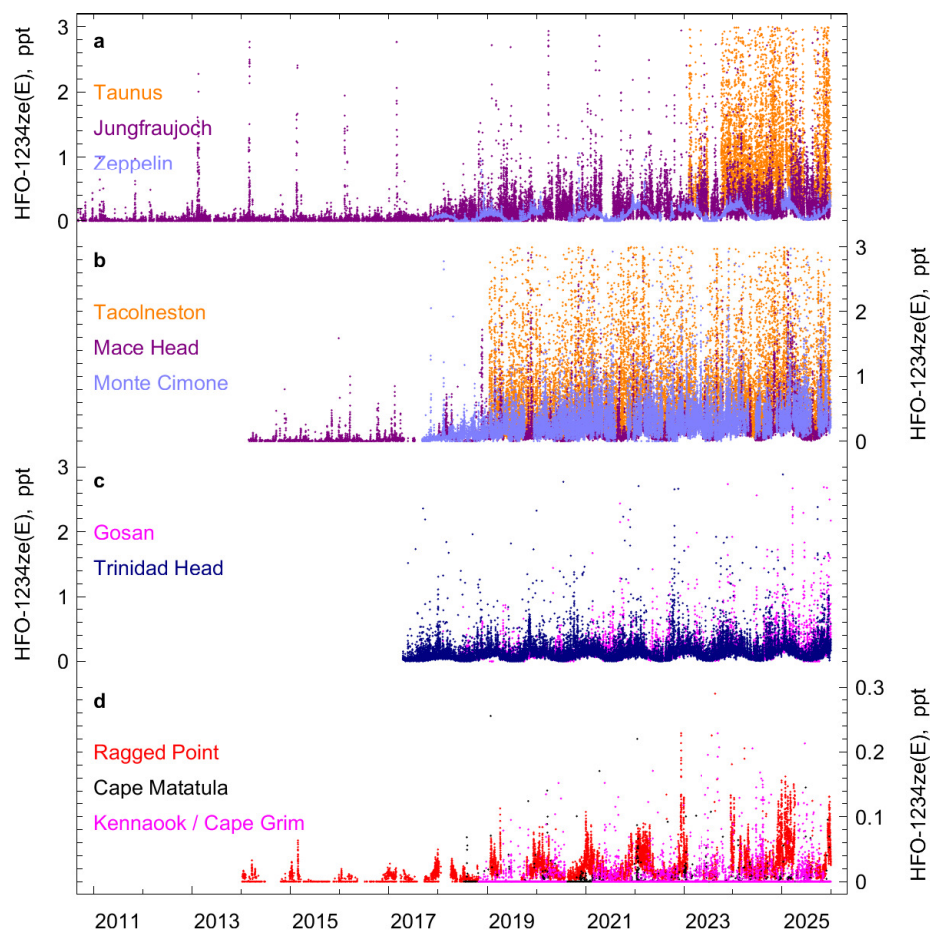 a
3
2
1
0
HFO-1234ze(E), ppt
Taunus
Jungfraujoch
Zeppelin
b
3
2
1
0
HFO-1234ze(E), ppt
Tacolneston
Mace Head
Monte Cimone
c
3
2
1
0
HFO-1234ze(E), ppt
Gosan
Trinidad Head
d
0.3
0.2
0.1
0
HFO-1234ze(E), ppt
Ragged Point
Cape Matatula
Kennaook / Cape Grim
2011 2013 2015 2017 2019 2021 2023 2025